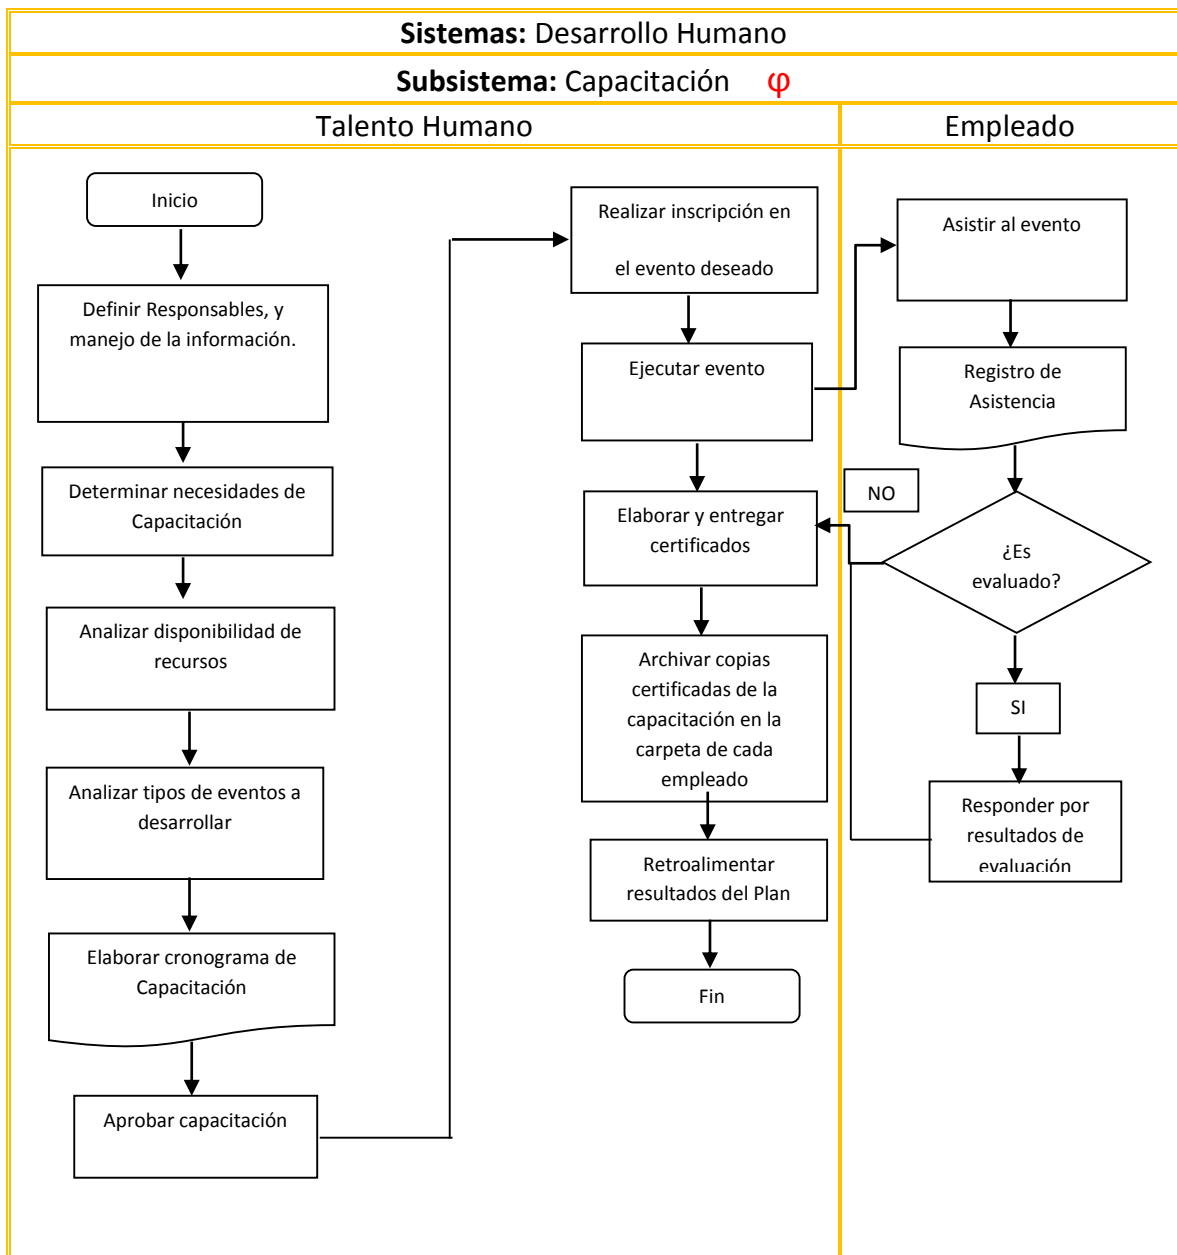 Sistemas: Desarrollo Humano
Subsistema: Capacitación φ
Talento Humano
Empleado
Inicio
Definir Responsables, y
manejo de la información.
Determinar necesidades de
Capacitación
Analizar disponibilidad de
recursos
Analizar tipos de eventos a
desarrollar
Elaborar cronograma de
Capacitación
Aprobar capacitación
Realizar inscripción en
el evento deseado
Ejecutar evento
Elaborar y entregar
certificados
Archivar copias
certificadas de la
capacitación en la
carpeta de cada
empleado
Retroalimentar
resultados del Plan
Fin
Asistir al evento
Registro de
Asistencia
NO
¿Es
evaluado?
SI
Responder por
resultados de
evaluación